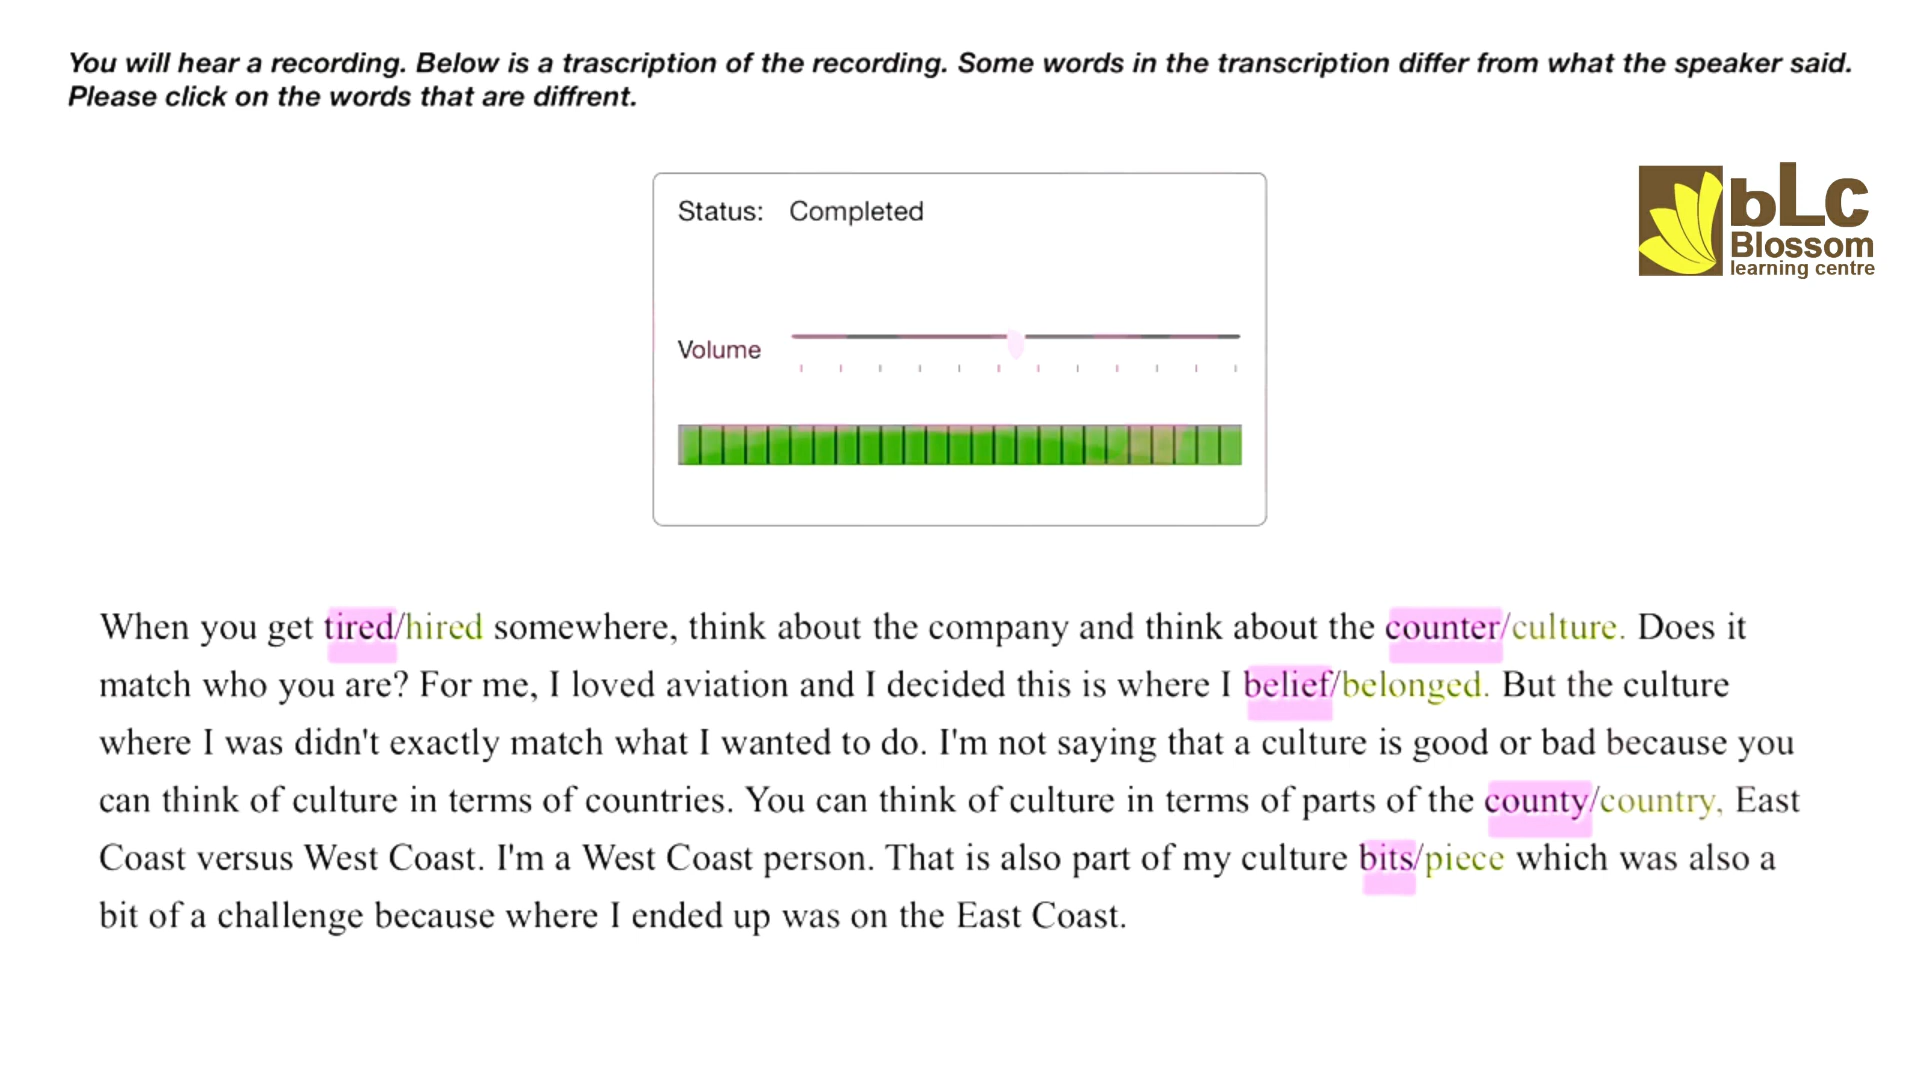 You will hear a recording. Below is a trascription of the recording. Some words in the transcription differ from what the speaker said.
Please click on the words that are diffrent.
Status: Completed
bLc
Blossom
learning centre
Volume
When you get tired/hired somewhere, think about the company and think about the counter/culture. Does it
match who you are? For me, I loved aviation and I decided this is where I belief/belonged. But the culture
where I was didn't exactly match what I wanted to do. I'm not saying that a culture is good or bad because you
can think of culture in terms of countries. You can think of culture in terms of parts of the county/country, East
Coast versus West Coast. I'm a West Coast person. That is also part of my culture bits/piece which was also a
bit of a challenge because where I ended up was on the East Coast.